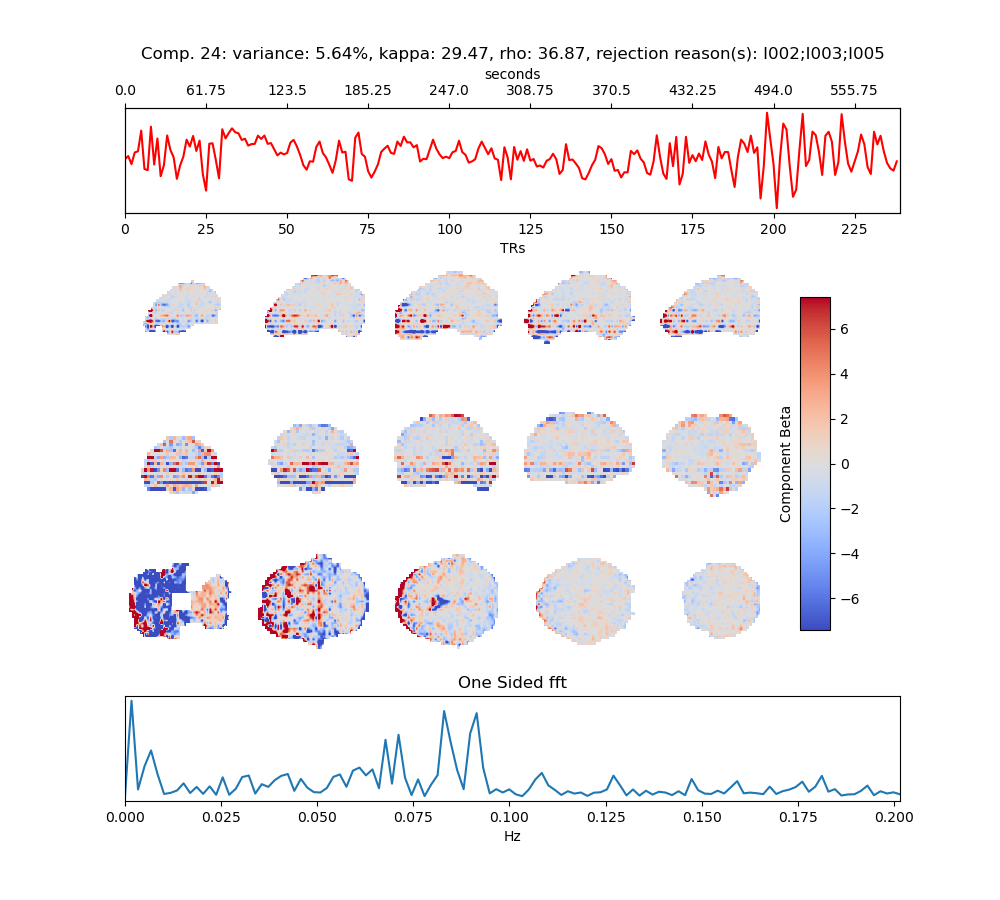 Comp. 24: variance: 5.64%, kappa: 29.47, rho: 36.87, rejection reason(s): I002;I003;I005
seconds
0.0 61.75 123.5 185.25 247.0 308.75 370.5 432.25 494.0 555.75
0 25 50 75 100 125 150 175 200 225
TRs
6
4
2
0
−2
−4
−6
Component Beta
One Sided fft
0.000 0.025 0.050 0.075 0.100 0.125 0.150 0.175 0.200
Hz